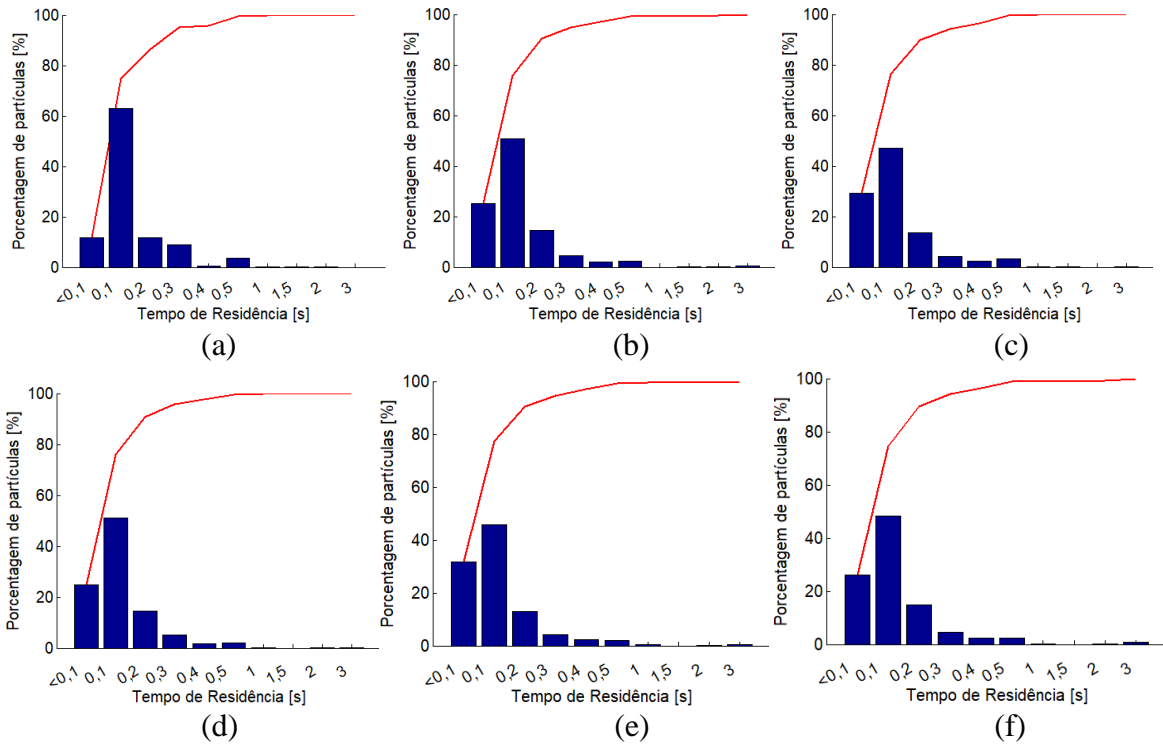 Porcentagem de partículas [%]
100
80
60
40
20
0
<0,1 0,1 0,2 0,3 0,4 0,5 1 1,5 2 3
Tempo de Residência [s]
(a)
Porcentagem de partículas [%]
100
80
60
40
20
0
<0,1 0,1 0,2 0,3 0,4 0,5 1 1,5 2 3
Tempo de Residência [s]
(b)
Porcentagem de partículas [%]
100
80
60
40
20
0
<0,1 0,1 0,2 0,3 0,4 0,5 1 1,5 2 3
Tempo de Residência [s]
(c)
Porcentagem de partículas [%]
100
80
60
40
20
0
<0,1 0,1 0,2 0,3 0,4 0,5 1 1,5 2 3
Tempo de Residência [s]
(d)
Porcentagem de partículas [%]
100
80
60
40
20
0
<0,1 0,1 0,2 0,3 0,4 0,5 1 1,5 2 3
Tempo de Residência [s]
(e)
Porcentagem de partículas [%]
100
80
60
40
20
0
<0,1 0,1 0,2 0,3 0,4 0,5 1 1,5 2 3
Tempo de Residência [s]
(f)